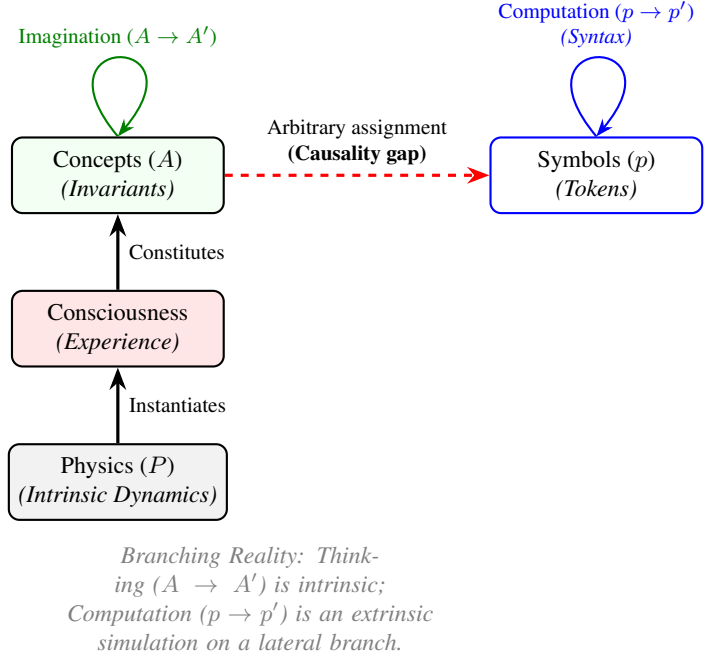 Imagination (A → A′)
Computation (p → p′)
(Syntax)
Concepts (A)
(Invariants)
Arbitrary assignment
(Causality gap)
Symbols (p)
(Tokens)
Constitutes
Consciousness
(Experience)
Instantiates
Physics (P)
(Intrinsic Dynamics)
Branching Reality: Think-
ing (A → A′) is intrinsic;
Computation (p → p′) is an extrinsic
simulation on a lateral branch.